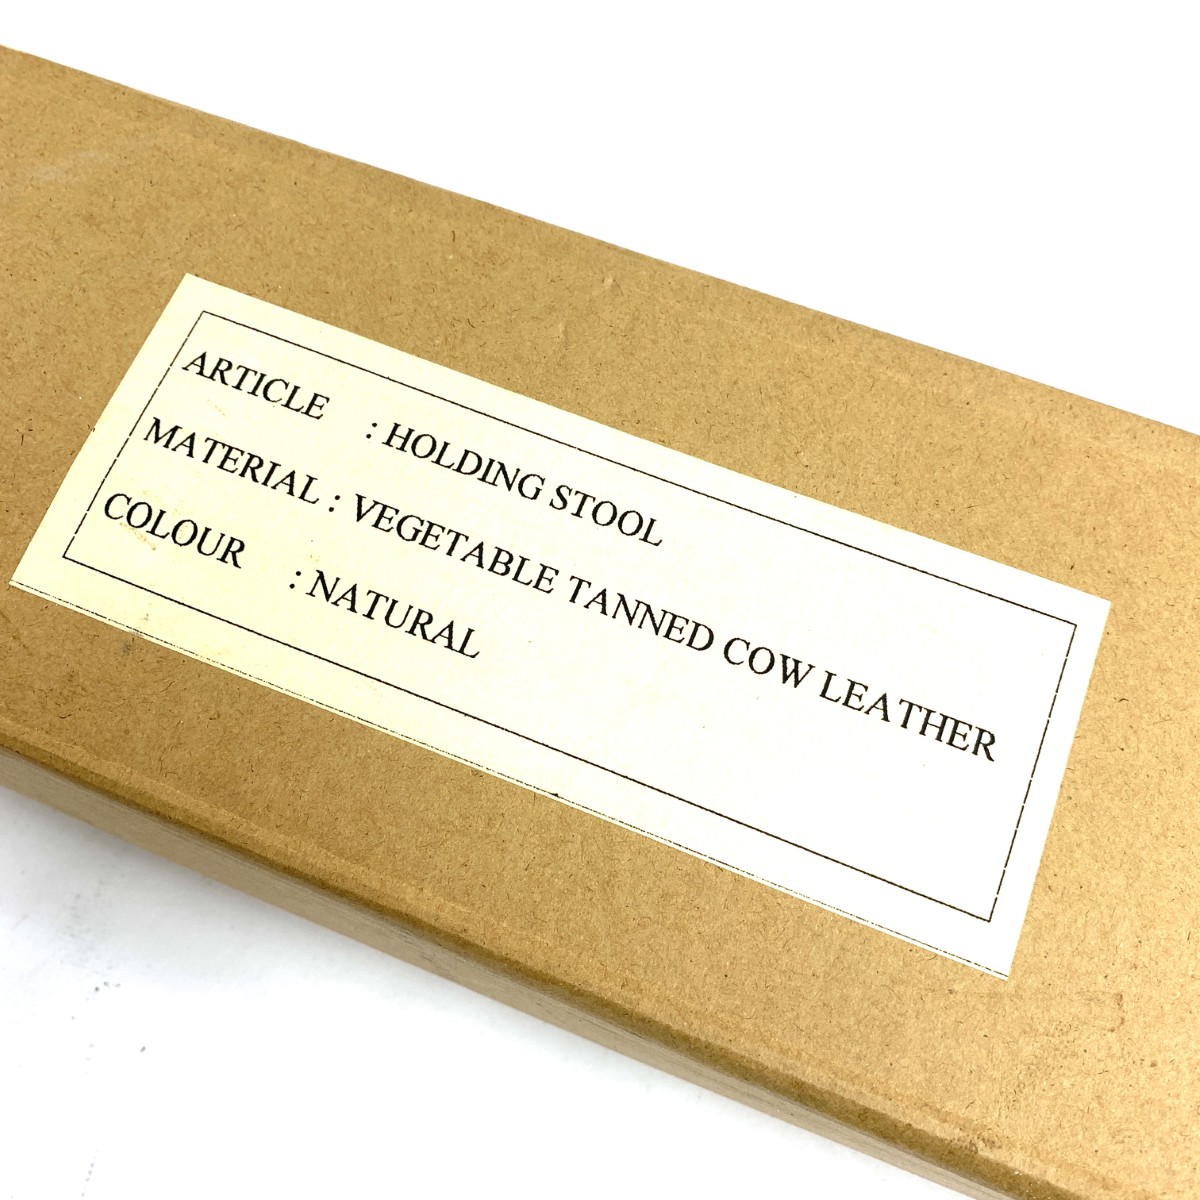 ARTICLE : HOLDING STOOL
MATERIAL : VEGETABLE TANNED COW LEATHER
COLOUR : NATURAL